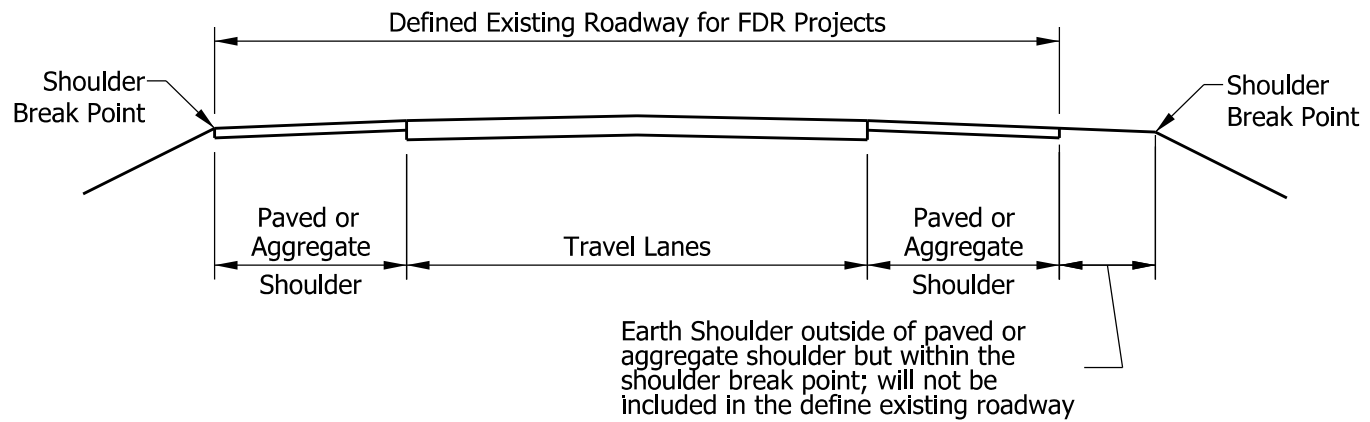 Defined Existing Roadway for FDR Projects
Shoulder
Break Point
Shoulder
Break Point
Paved or
Aggregate
Shoulder
Travel Lanes
Paved or
Aggregate
Shoulder
Earth Shoulder outside of paved or
aggregate shoulder but within the
shoulder break point; will not be
included in the define existing roadway